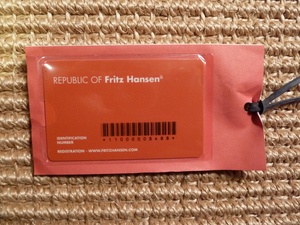 REPUBLIC OF Fritz Hansen®
IDENTIFICATION
NUMBER
REGISTRATION - WWW.FRITZHANSEN.COM